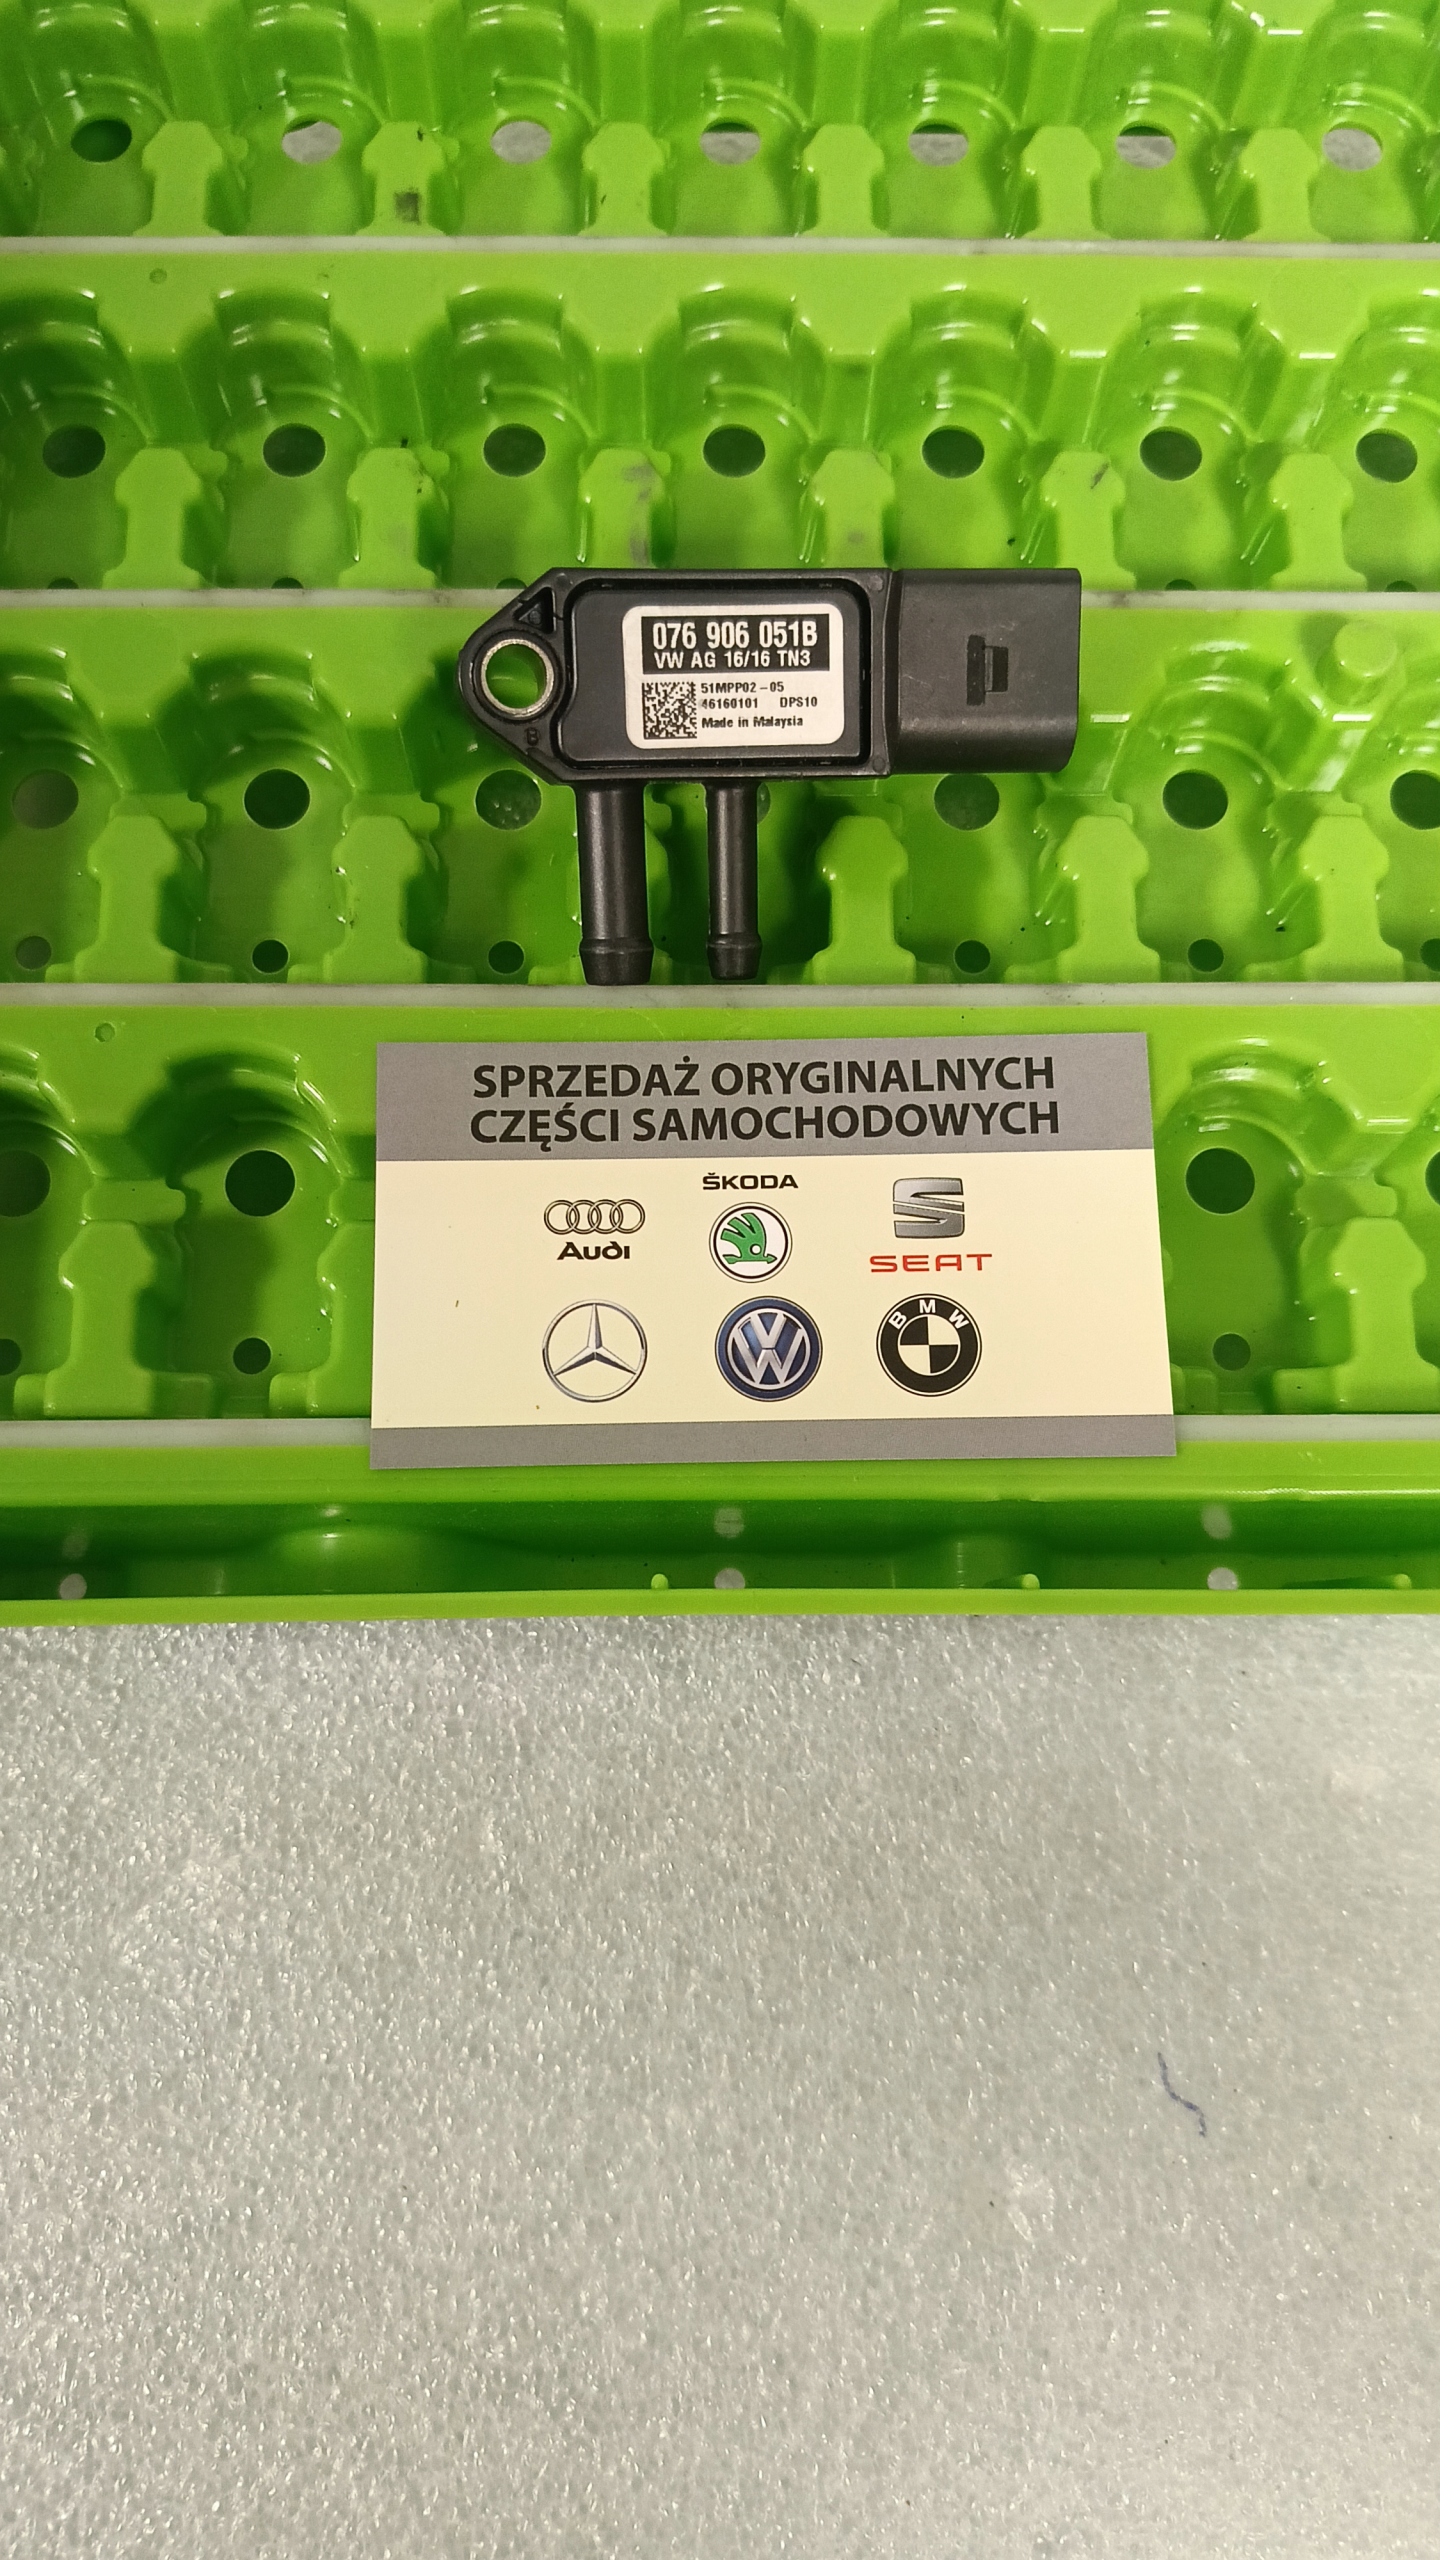 076 906 051B
VW AG 16/16 TN3
51MPP02-05
46160101 DPS10
Made in Malaysia
8
SPRZEDAŻ ORYGINALNYCH
CZĘŚCI SAMOCHODOWYCH
ŠKODA
Audi
SEAT
BMW